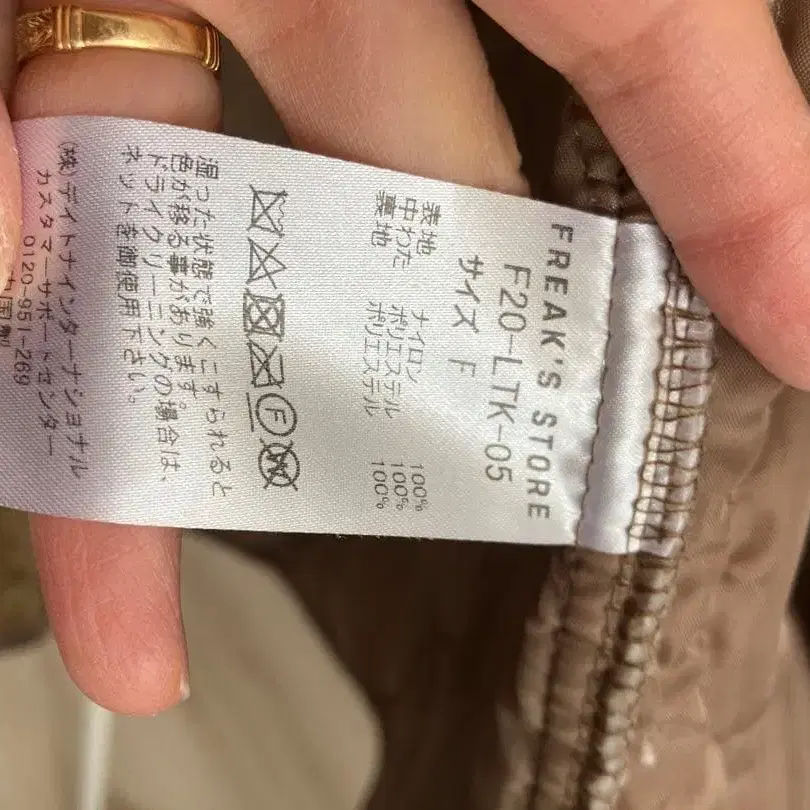 FREAK'S STORE
F20-LTK-05
サイズ F
表地 ナイロン 100%
中わた ポリエステル 100%
裏地 ポリエステル 100%
F
W
湿った状態で強くこすられると
色が移る事があります。
ドライクリーニングの場合は、
ネットを御使用下さい。
(株)デイトナインターナショナル
カスタマーサポートセンター
0120-951-269
中国製